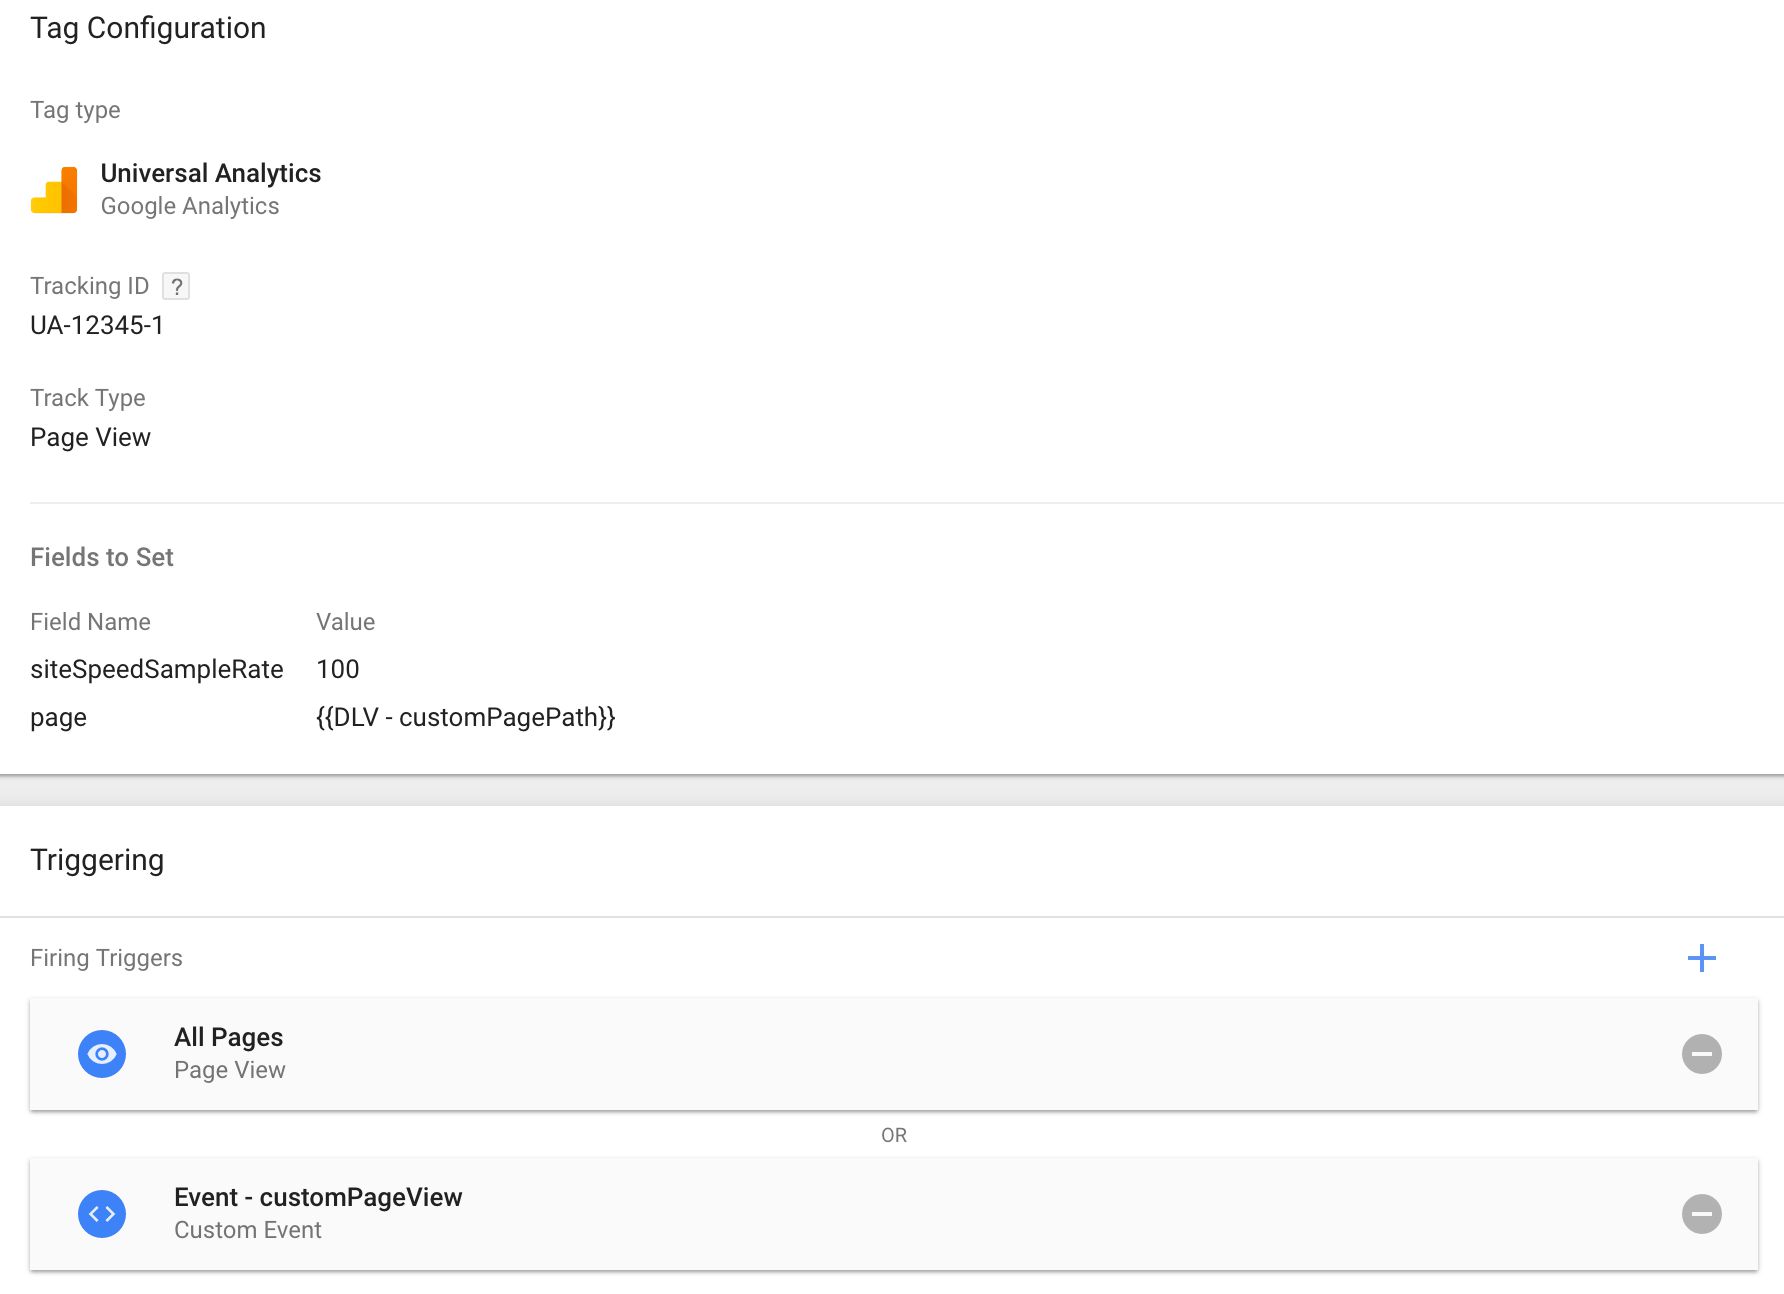 Tag Configuration
Tag type
Universal Analytics
Google Analytics
Tracking ID ?
UA-12345-1
Track Type
Page View
Fields to Set
Field Name Value
siteSpeedSampleRate 100
page {{DLV - customPagePath}}
Triggering
Firing Triggers
All Pages
Page View
OR
Event - customPageView
Custom Event